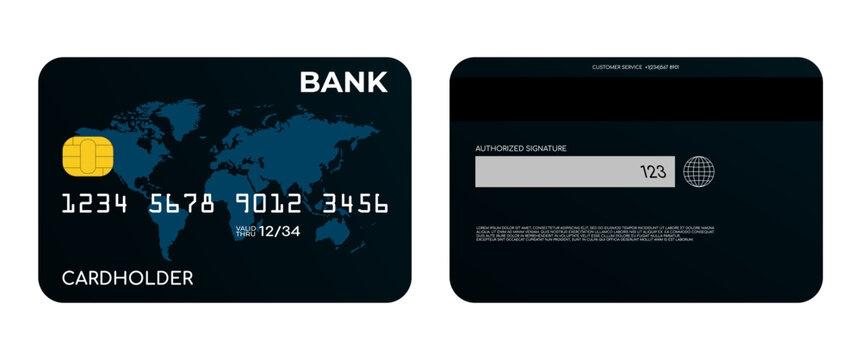 BANK
1234 5678 9012 3456
VALID
THRU 12/34
CARDHOLDER
CUSTOMER SERVICE +1(234)567 8901
AUTHORIZED SIGNATURE
123
LOREM IPSUM DOLOR SIT AMET, CONSECTETUR ADIPISCING ELIT, SED DO EIUSMOD TEMPOR INCIDIDUNT UT LABORE ET DOLORE MAGNA
ALIQUA. UT ENIM AD MINIM VENIAM, QUIS NOSTRUD EXERCITATION ULLAMCO LABORIS NISI UT ALIQUIP EX EA COMMODO CONSEQUAT
DUIS AUTE IRURE DOLOR IN REPREHENDERIT IN VOLUPTATE VELIT ESSE CILLUM DOLORE EU FUGIAT NULLA PARIATUR.
EXCEPTEUR SINT OCCAECAT CUPIDATAT NON PROIDENT, SUNT IN CULPA QUI OFFICIA DESERUNT MOLLIT ANIM ID EST LABORUM.